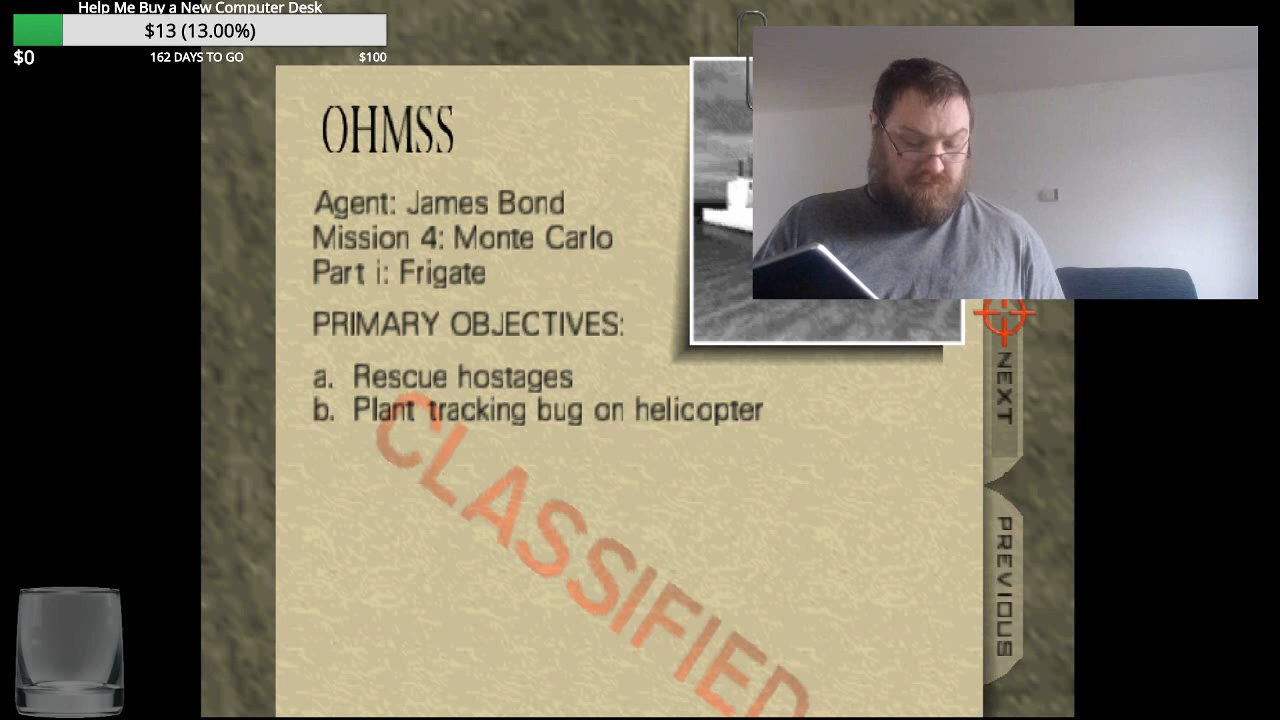 Help Me Buy a New Computer Desk
$13 (13.00%)
$0
162 DAYS TO GO
$100
OHMSS
Agent: James Bond
Mission 4: Monte Carlo
Part i: Frigate
PRIMARY OBJECTIVES:
a. Rescue hostages
b. Plant tracking bug on helicopter
CLASSIFIED
NEXT
PREVIOUS